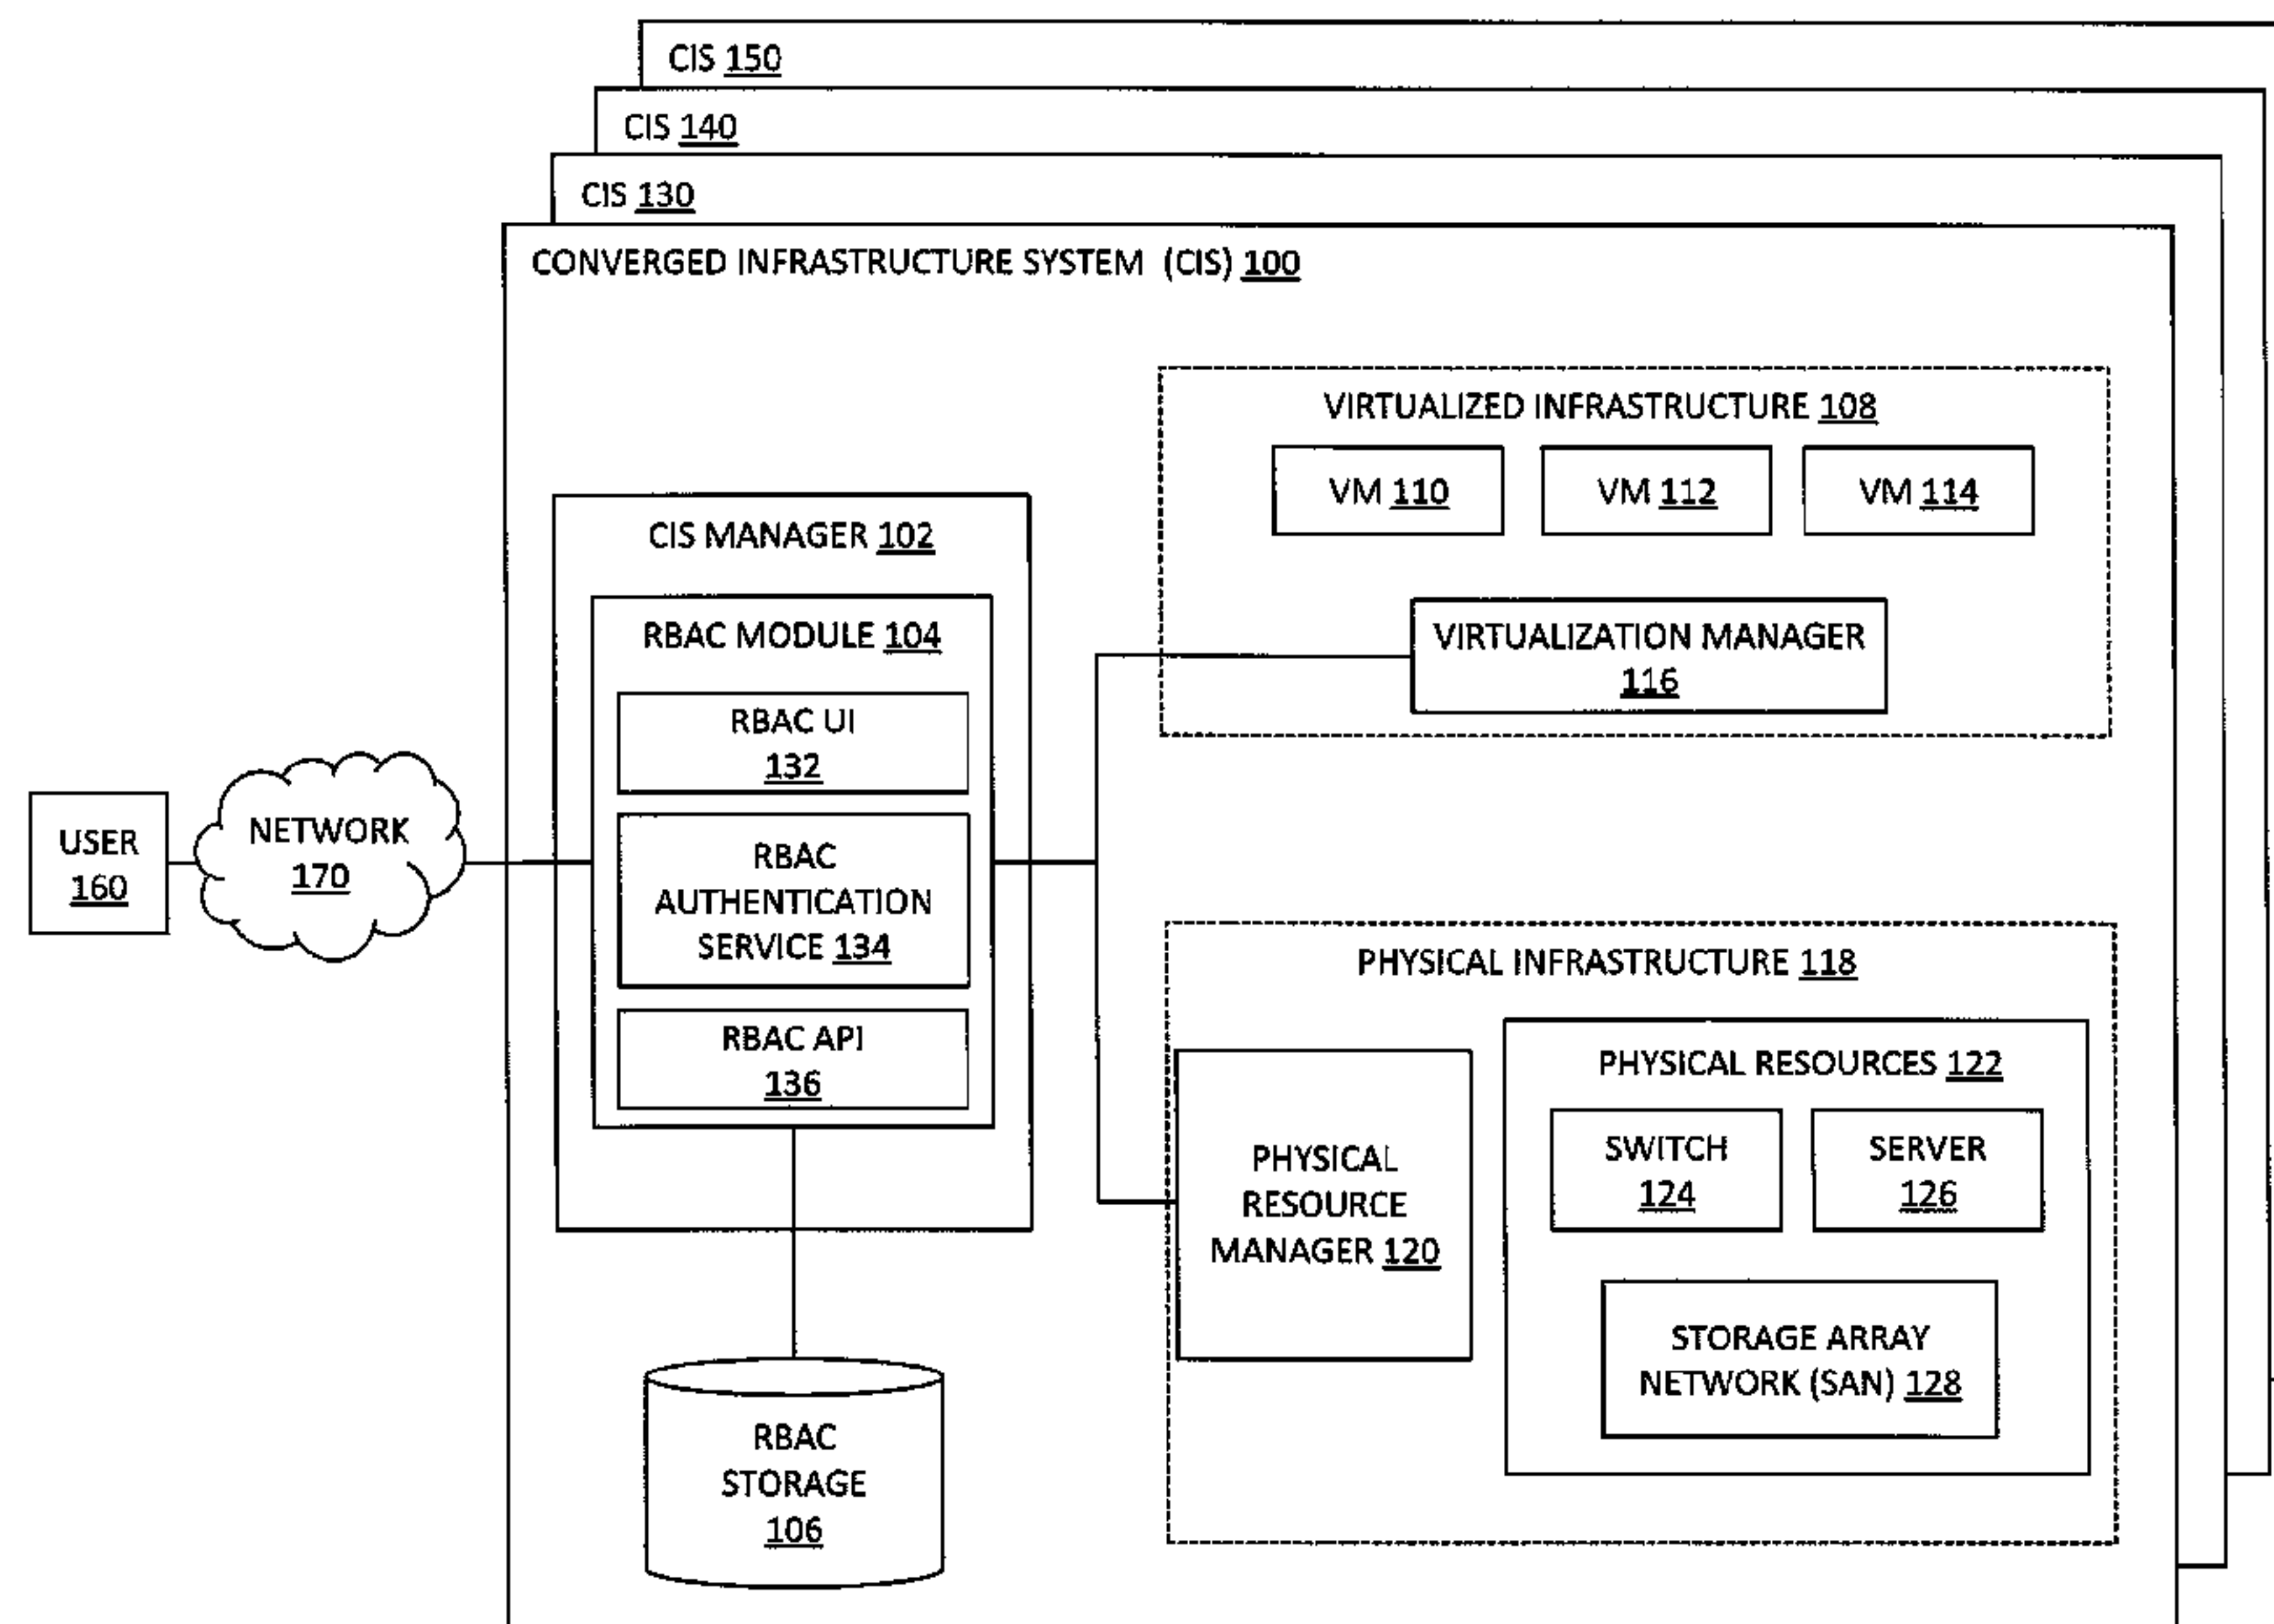 CIS 150
CIS 140
CIS 130
CONVERGED INFRASTRUCTURE SYSTEM (CIS) 100
VIRTUALIZED INFRASTRUCTURE 108
VM 110
VM 112
VM 114
VIRTUALIZATION MANAGER
116
CIS MANAGER 102
RBAC MODULE 104
RBAC UI
132
RBAC
AUTHENTICATION
SERVICE 134
RBAC API
136
USER
160
NETWORK
170
PHYSICAL INFRASTRUCTURE 118
PHYSICAL
RESOURCE
MANAGER 120
PHYSICAL RESOURCES 122
SWITCH
124
SERVER
126
STORAGE ARRAY
NETWORK (SAN) 128
RBAC
STORAGE
106